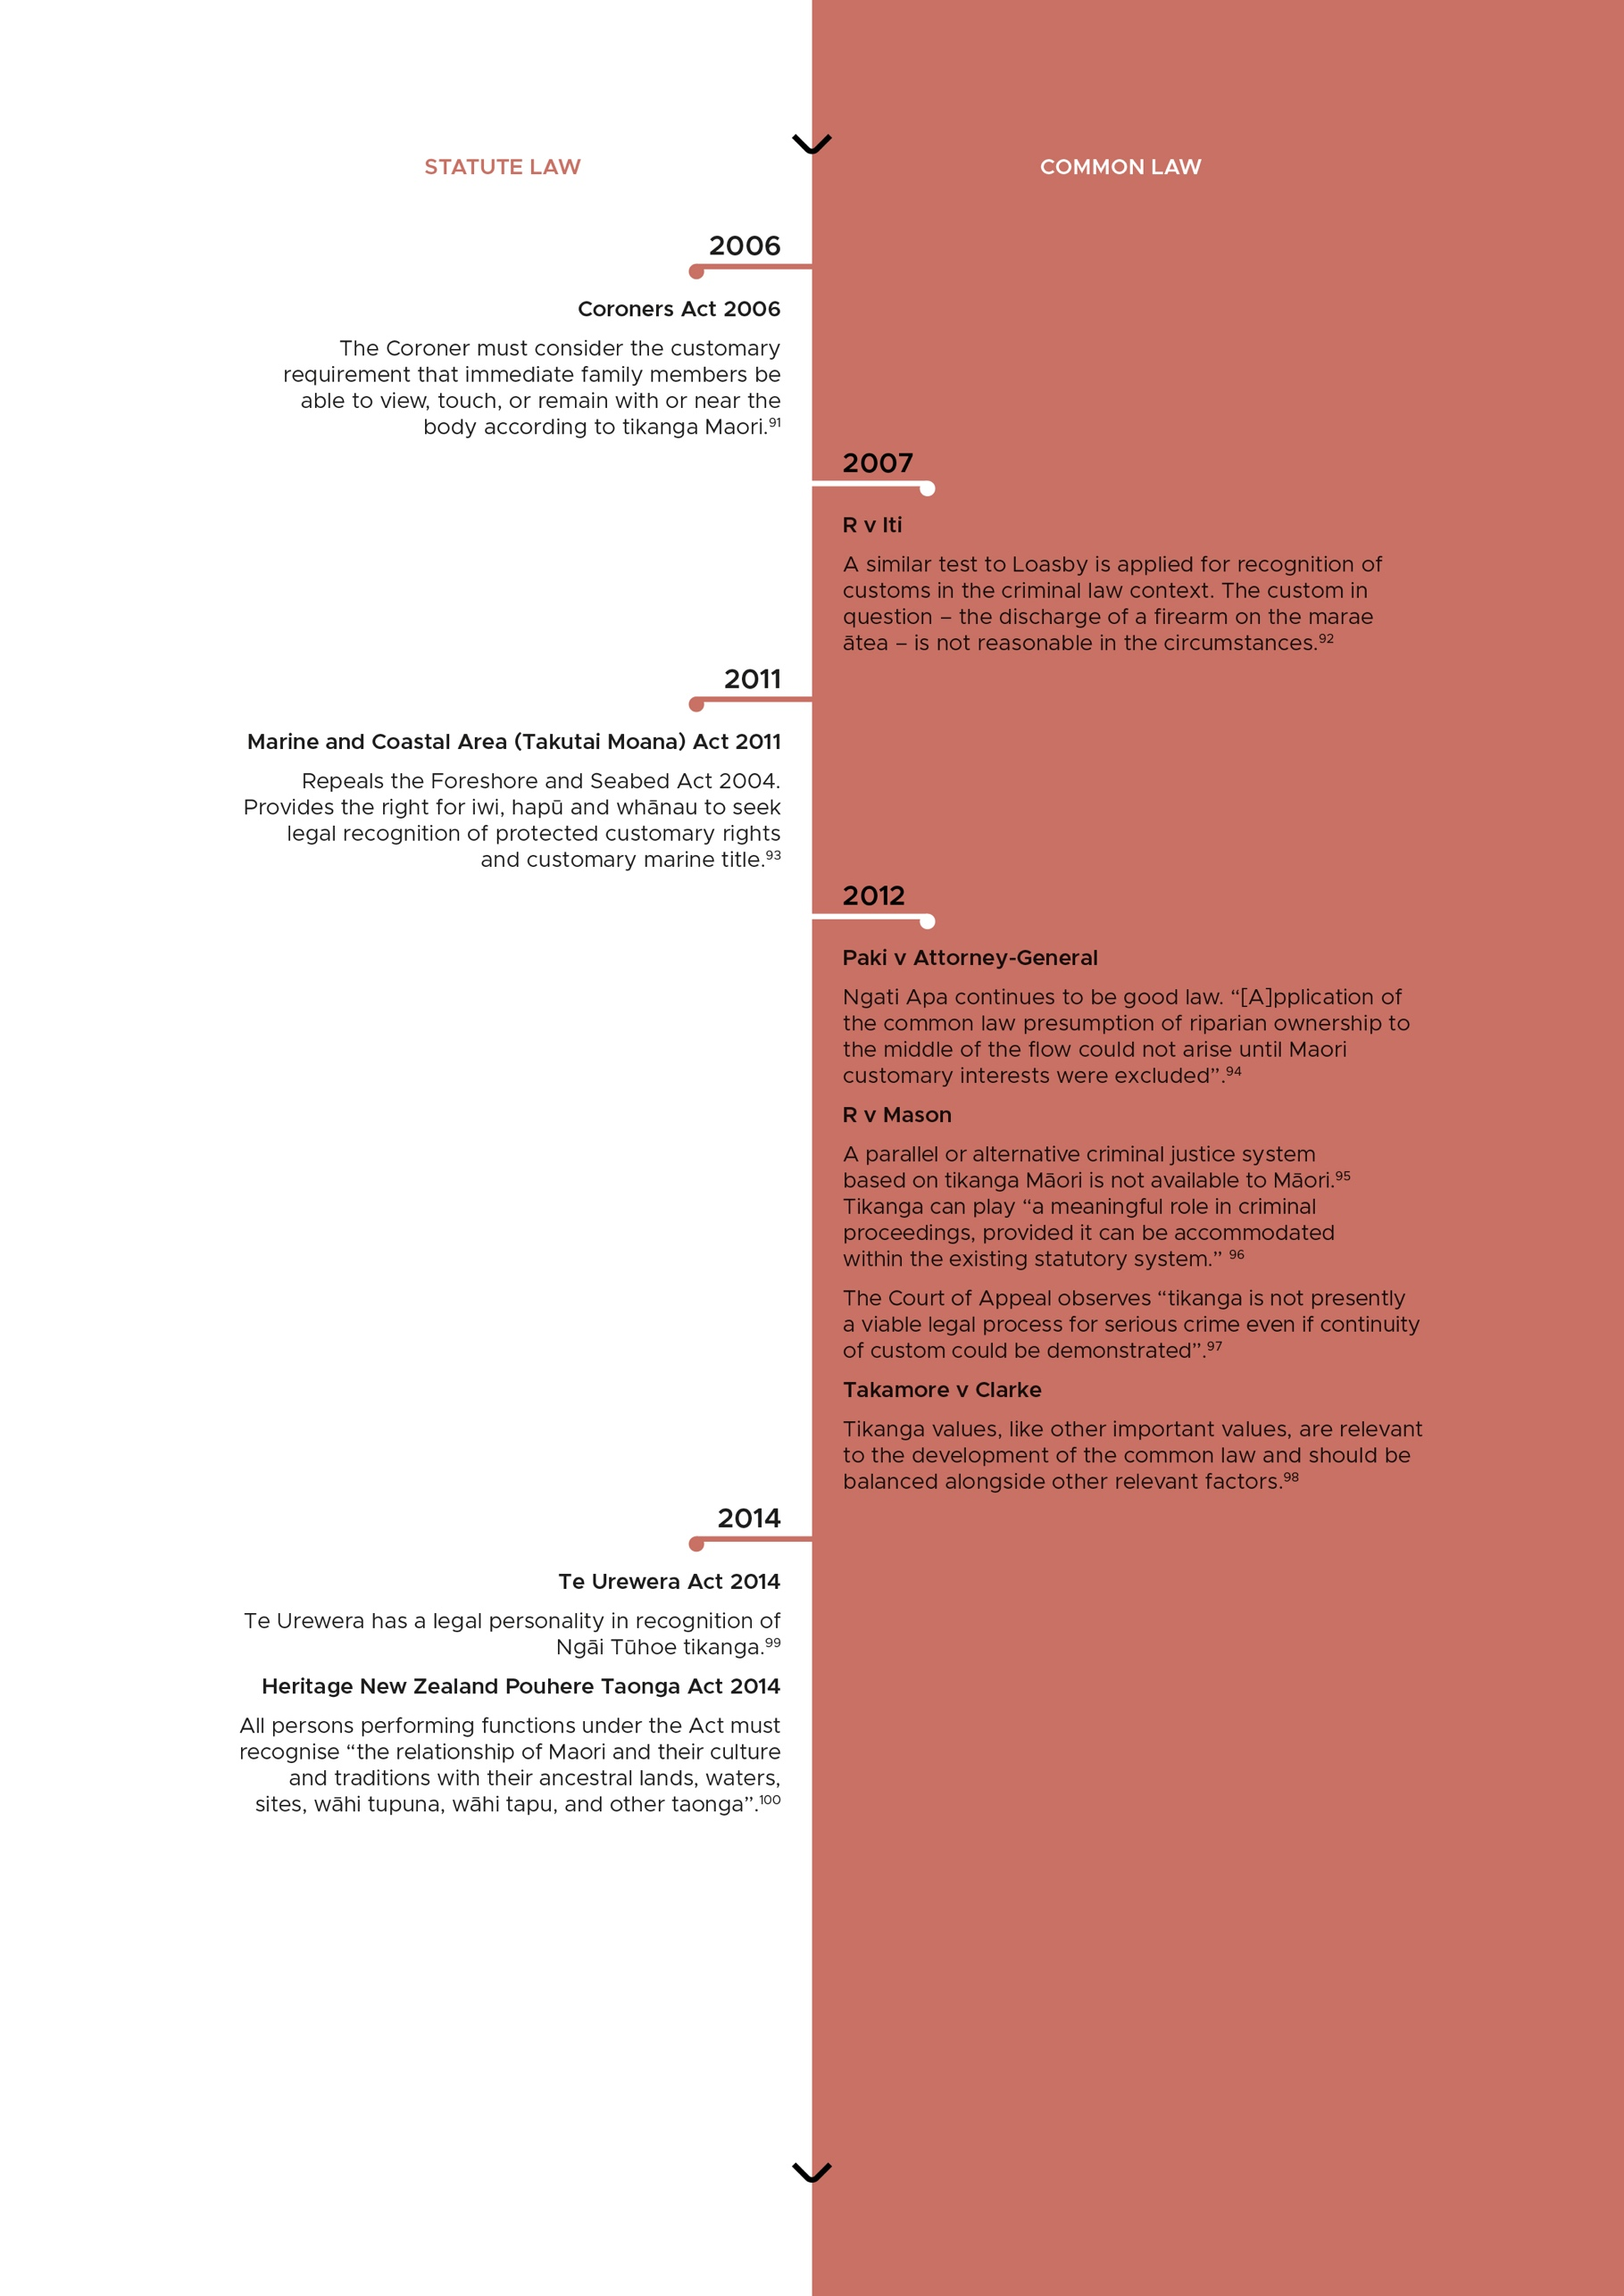 STATUTE LAW
COMMON LAW
2006
Coroners Act 2006
The Coroner must consider the customary
requirement that immediate family members be
able to view, touch, or remain with or near the
body according to tikanga Maori.91
2007
R v Iti
A similar test to Loasby is applied for recognition of
customs in the criminal law context. The custom in
question – the discharge of a firearm on the marae
ātea – is not reasonable in the circumstances.92
2011
Marine and Coastal Area (Takutai Moana) Act 2011
Repeals the Foreshore and Seabed Act 2004.
Provides the right for iwi, hapū and whānau to seek
legal recognition of protected customary rights
and customary marine title.93
2012
Paki v Attorney-General
Ngati Apa continues to be good law. “[A]pplication of
the common law presumption of riparian ownership to
the middle of the flow could not arise until Maori
customary interests were excluded”.94
R v Mason
A parallel or alternative criminal justice system
based on tikanga Māori is not available to Māori.95
Tikanga can play “a meaningful role in criminal
proceedings, provided it can be accommodated
within the existing statutory system.” 96
The Court of Appeal observes “tikanga is not presently
a viable legal process for serious crime even if continuity
of custom could be demonstrated”.97
Takamore v Clarke
Tikanga values, like other important values, are relevant
to the development of the common law and should be
balanced alongside other relevant factors.98
2014
Te Urewera Act 2014
Te Urewera has a legal personality in recognition of
Ngāi Tūhoe tikanga.99
Heritage New Zealand Pouhere Taonga Act 2014
All persons performing functions under the Act must
recognise “the relationship of Maori and their culture
and traditions with their ancestral lands, waters,
sites, wāhi tupuna, wāhi tapu, and other taonga”.100